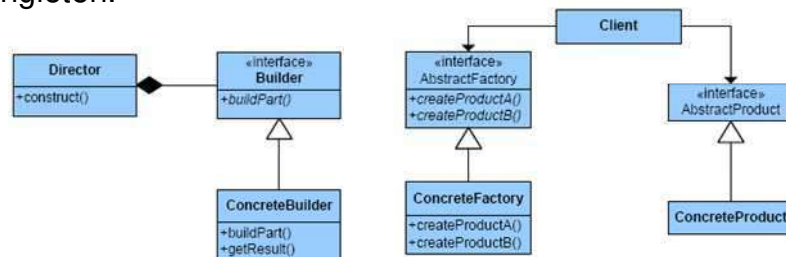 ngleton.
Director
+construct()
«interface»
Builder
+buildPart()
ConcreteBuilder
+buildPart()
+getResult()
Client
«interface»
AbstractFactory
+createProductA()
+createProductB()
ConcreteFactory
+createProductA()
+createProductB()
«interface»
AbstractProduct
ConcreteProduct